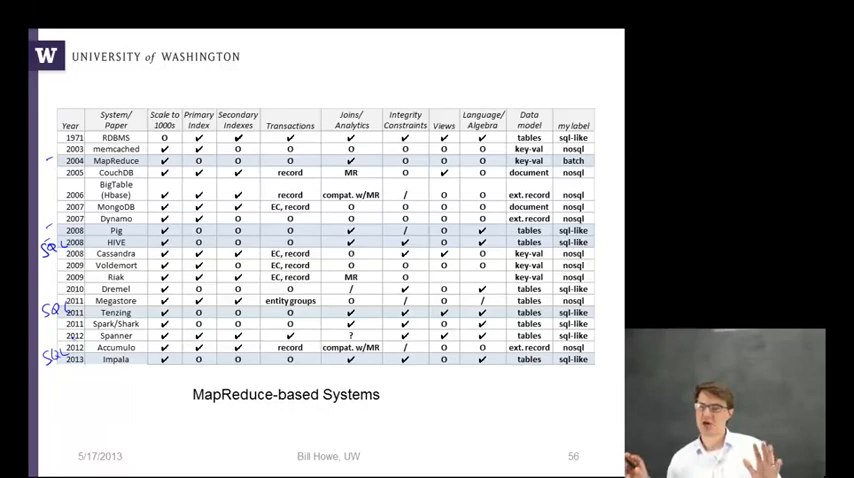 W UNIVERSITY of WASHINGTON
Year System/Paper Scale to 1000s Primary Index Secondary Indexes Transactions Joins/Analytics Integrity Constraints Views Language/Algebra Data model my label
1971 RDBMS O ✔ ✔ ✔ ✔ ✔ ✔ ✔ tables sql-like
2003 memcached ✔ ✔ O O O O O O key-val nosql
2004 MapReduce ✔ O O O ✔ O O O key-val batch
2005 CouchDB ✔ ✔ ✔ record MR O ✔ O document nosql
2006 BigTable (Hbase) ✔ ✔ ✔ record compat. w/MR / O O ext. record nosql
2007 MongoDB ✔ ✔ ✔ EC, record O O O O document nosql
2007 Dynamo ✔ ✔ O O O O O O ext. record nosql
2008 Pig ✔ O O O ✔ / O ✔ tables sql-like
SQL 2008 HIVE ✔ O O O ✔ ✔ O ✔ tables sql-like
2008 Cassandra ✔ ✔ ✔ EC, record O ✔ ✔ O key-val nosql
2009 Voldemort ✔ ✔ O EC, record O O O O key-val nosql
2009 Riak ✔ ✔ ✔ EC, record MR O key-val nosql
2010 Dremel ✔ O O O / ✔ O ✔ tables sql-like
2011 Megastore ✔ ✔ ✔ entity groups O / O / tables nosql
SQL 2011 Tenzing ✔ O O O ✔ ✔ ✔ ✔ tables sql-like
2011 Spark/Shark ✔ O O O ✔ ✔ O ✔ tables sql-like
2012 Spanner ✔ ✔ ✔ ✔ ? ✔ ✔ ✔ tables sql-like
2012 Accumulo ✔ ✔ ✔ record compat. w/MR / O O ext. record nosql
SQL 2013 Impala ✔ O O O ✔ ✔ O ✔ tables sql-like
MapReduce-based Systems
5/17/2013 Bill Howe, UW 56